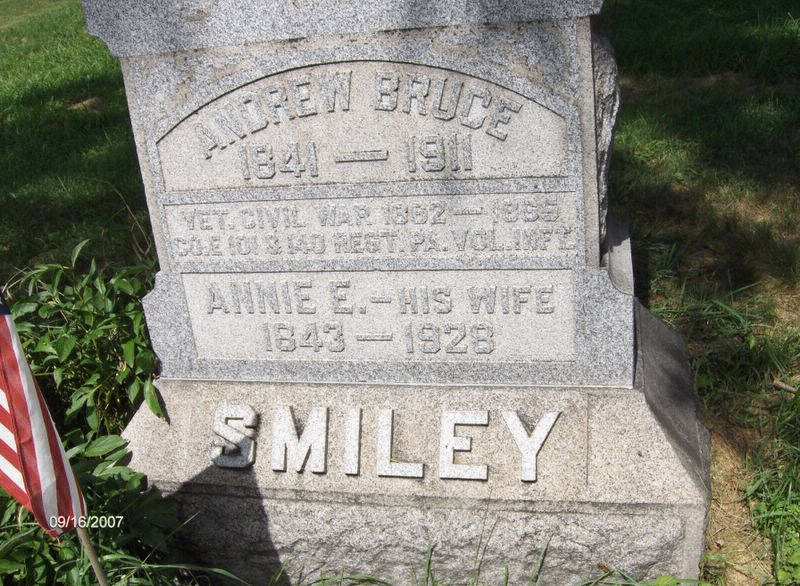 ANDREW BRUCE
1841 — 1911
VET. CIVIL WAR 1862 — 1865
CO.E 101 & 140 REGT. PA. VOL. INFT.
ANNIE E. — HIS WIFE
1843 — 1928
SMILEY
09/16/2007